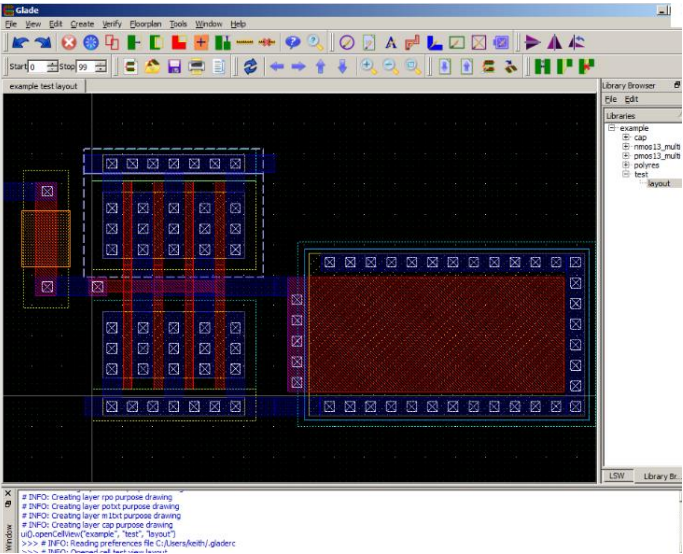 Glade
File View Edit Create Verify Floorplan Tools Window Help
Start 0 Stop 99
example test layout
Library Browser
File Edit
Libraries
example
cap
nmos13_multi
pmos13_multi
polyres
test
layout
LSW Library Br...
# INFO: Creating layer rpo purpose drawing
# INFO: Creating layer potxt purpose drawing
# INFO: Creating layer m1txt purpose drawing
# INFO: Creating layer cap purpose drawing
ui().openCellView("example", "test", "layout")
>>> # INFO: Reading preferences file C:/Users/keith/.gladerc
>>> # INFO: Opened cell test view layout
Window